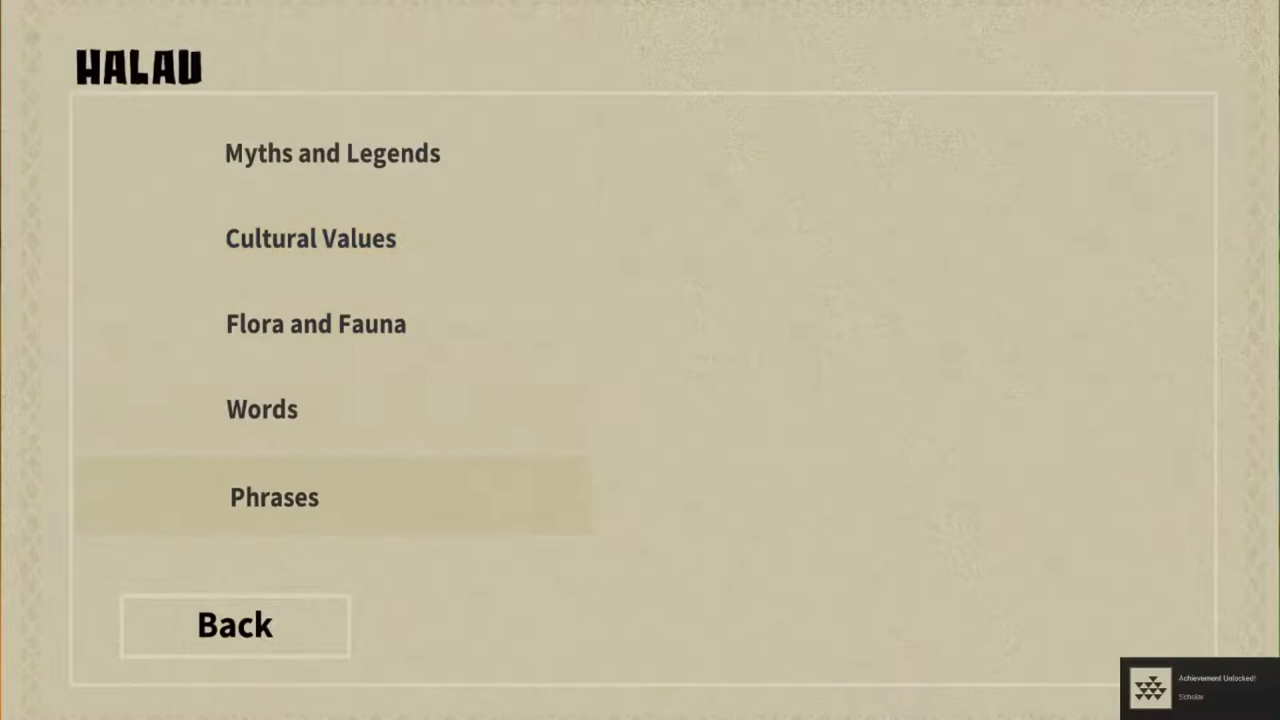 HALAU
Myths and Legends
Cultural Values
Flora and Fauna
Words
Phrases
Back
Achievement Unlocked!
Scholar